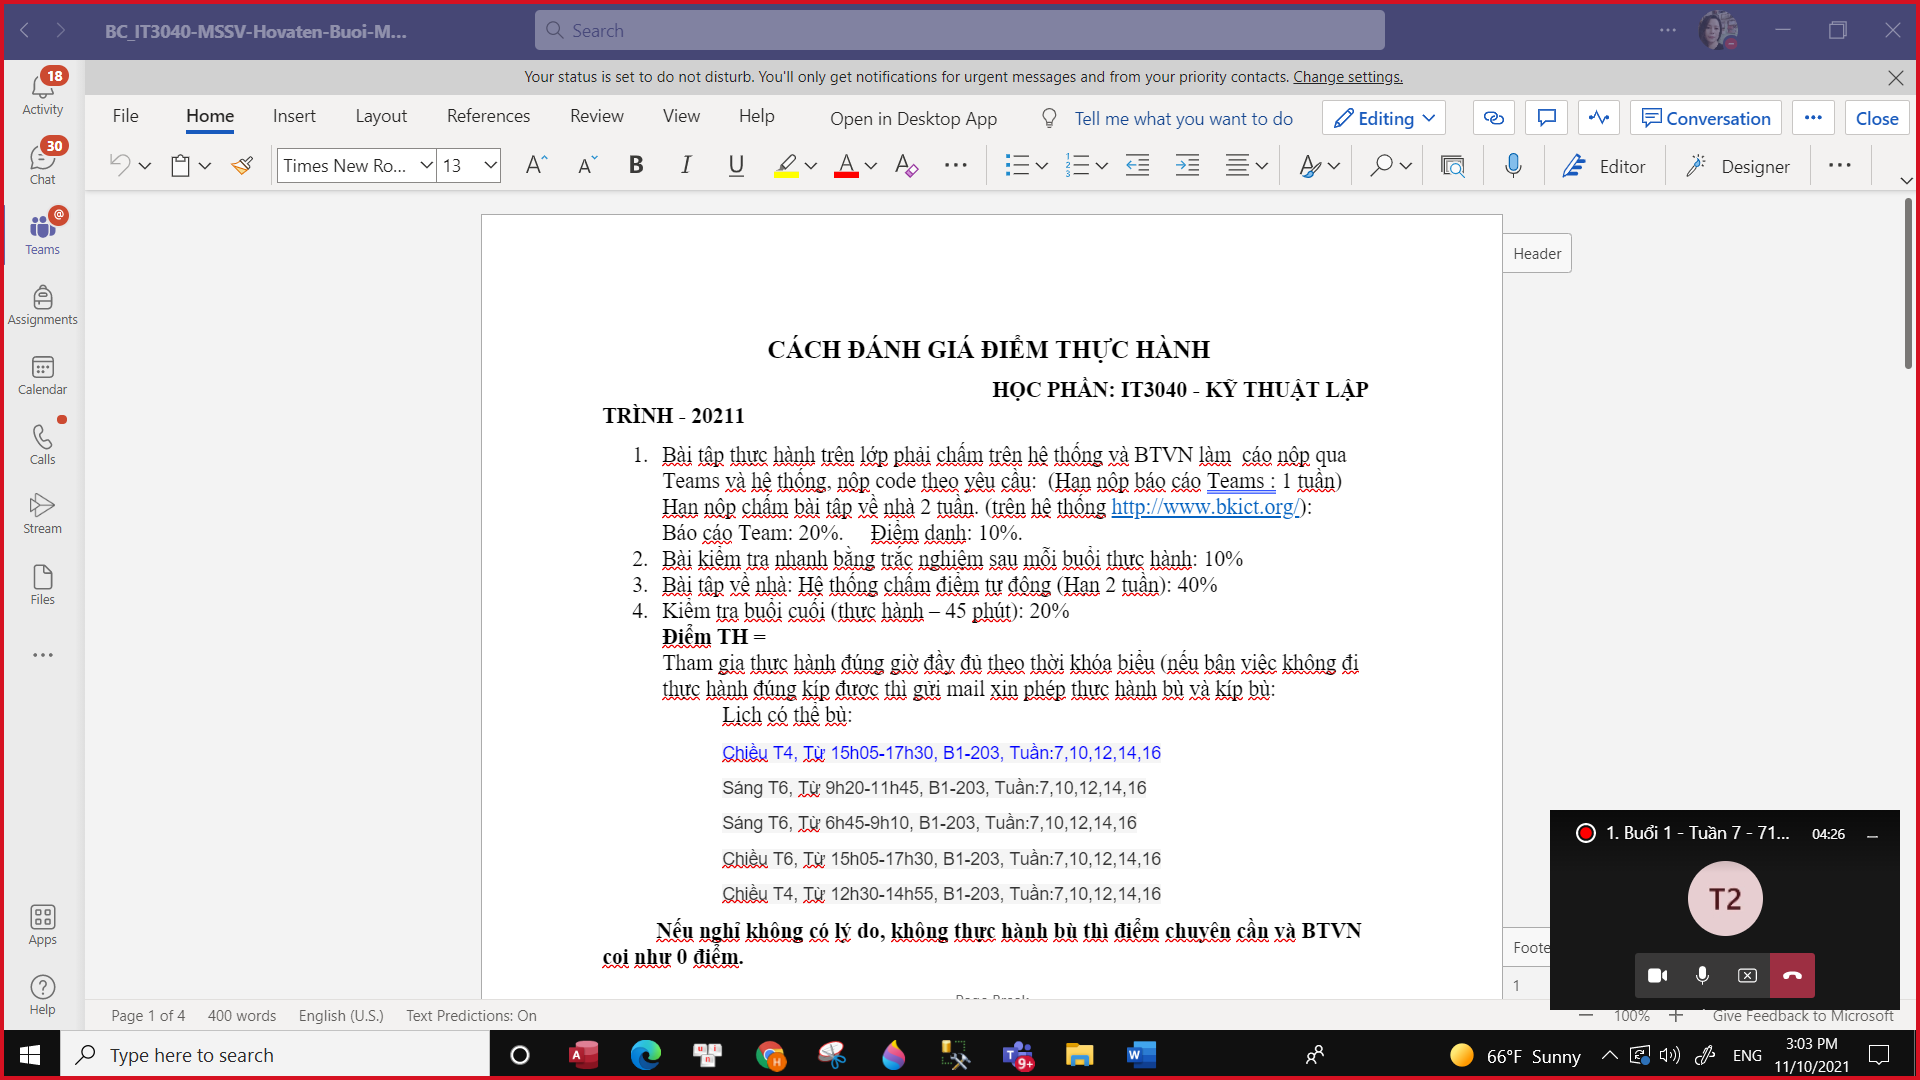 BC_IT3040-MSSV-Hovaten-Buoi-M...
Search
Your status is set to do not disturb. You'll only get notifications for urgent messages and from your priority contacts. Change settings.
File Home Insert Layout References Review View Help Open in Desktop App Tell me what you want to do Editing Conversation Close
Times New Ro... 13 B I U A Editor Designer
18
Activity
30
Chat
@
Teams
Assignments
Calendar
Calls
Stream
Files
Apps
Help
Header
CÁCH ĐÁNH GIÁ ĐIỂM THỰC HÀNH
HỌC PHẦN: IT3040 - KỸ THUẬT LẬP
TRÌNH - 20211
1. Bài tập thực hành trên lớp phải chấm trên hệ thống và BTVN làm cáo nộp qua
Teams và hệ thống, nộp code theo yêu cầu: (Hạn nộp báo cáo Teams : 1 tuần)
Hạn nộp chấm bài tập về nhà 2 tuần. (trên hệ thống http://www.bkict.org/):
Báo cáo Team: 20%. Điểm danh: 10%.
2. Bài kiểm tra nhanh bằng trắc nghiệm sau mỗi buổi thực hành: 10%
3. Bài tập về nhà: Hệ thống chấm điểm tự động (Hạn 2 tuần): 40%
4. Kiểm tra buổi cuối (thực hành – 45 phút): 20%
Điểm TH =
Tham gia thực hành đúng giờ đầy đủ theo thời khóa biểu (nếu bận việc không đi
thực hành đúng kíp được thì gửi mail xin phép thực hành bù và kíp bù:
Lịch có thể bù:
Chiều T4, Từ 15h05-17h30, B1-203, Tuần:7,10,12,14,16
Sáng T6, Từ 9h20-11h45, B1-203, Tuần:7,10,12,14,16
Sáng T6, Từ 6h45-9h10, B1-203, Tuần:7,10,12,14,16
Chiều T6, Từ 15h05-17h30, B1-203, Tuần:7,10,12,14,16
Chiều T4, Từ 12h30-14h55, B1-203, Tuần:7,10,12,14,16
Nếu nghỉ không có lý do, không thực hành bù thì điểm chuyên cần và BTVN
coi như 0 điểm.
Page Break
Foote
1
1. Buổi 1 - Tuần 7 - 71... 04:26
T2
Page 1 of 4 400 words English (U.S.) Text Predictions: On 100% Give Feedback to Microsoft
Type here to search 9+ 66°F Sunny ENG 3:03 PM
11/10/2021